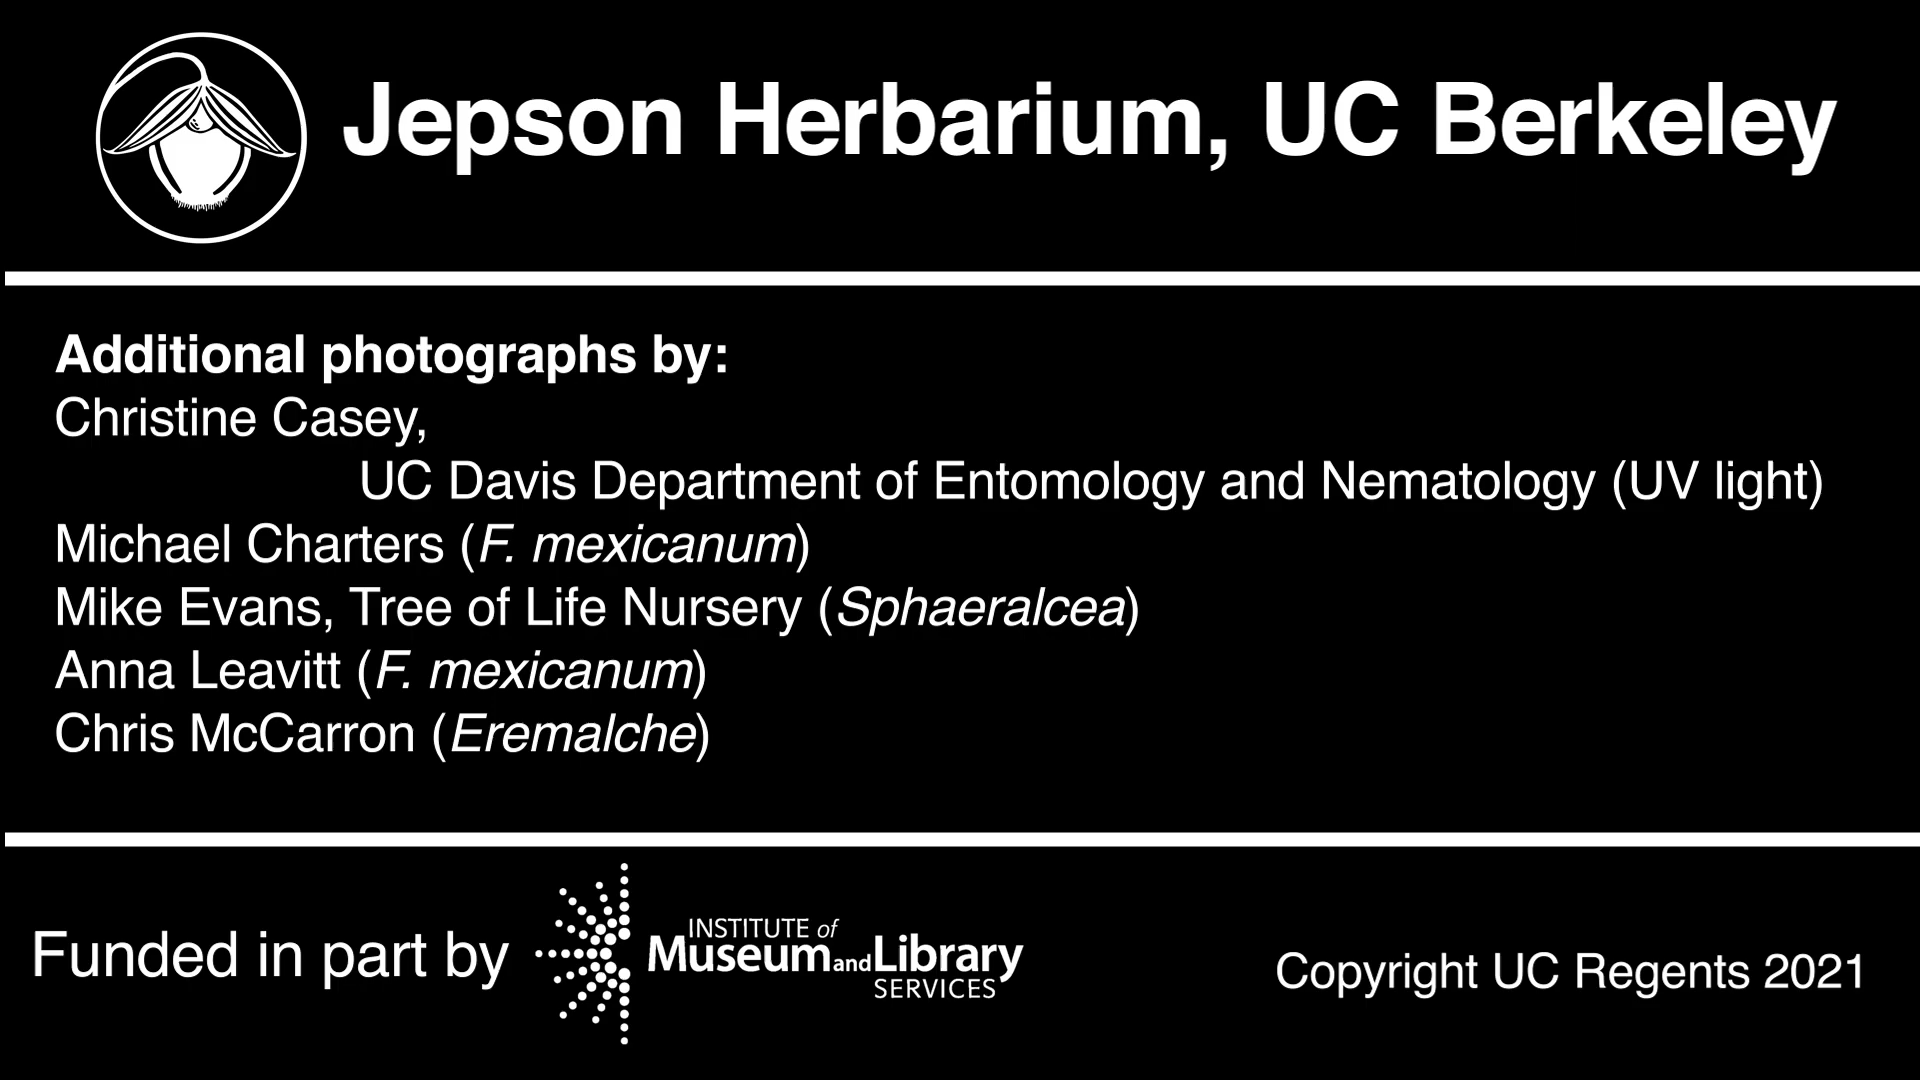 Jepson Herbarium, UC Berkeley
Additional photographs by:
Christine Casey,
UC Davis Department of Entomology and Nematology (UV light)
Michael Charters (F. mexicanum)
Mike Evans, Tree of Life Nursery (Sphaeralcea)
Anna Leavitt (F. mexicanum)
Chris McCarron (Eremalche)
Funded in part by
INSTITUTE of
Museum and Library
SERVICES
Copyright UC Regents 2021